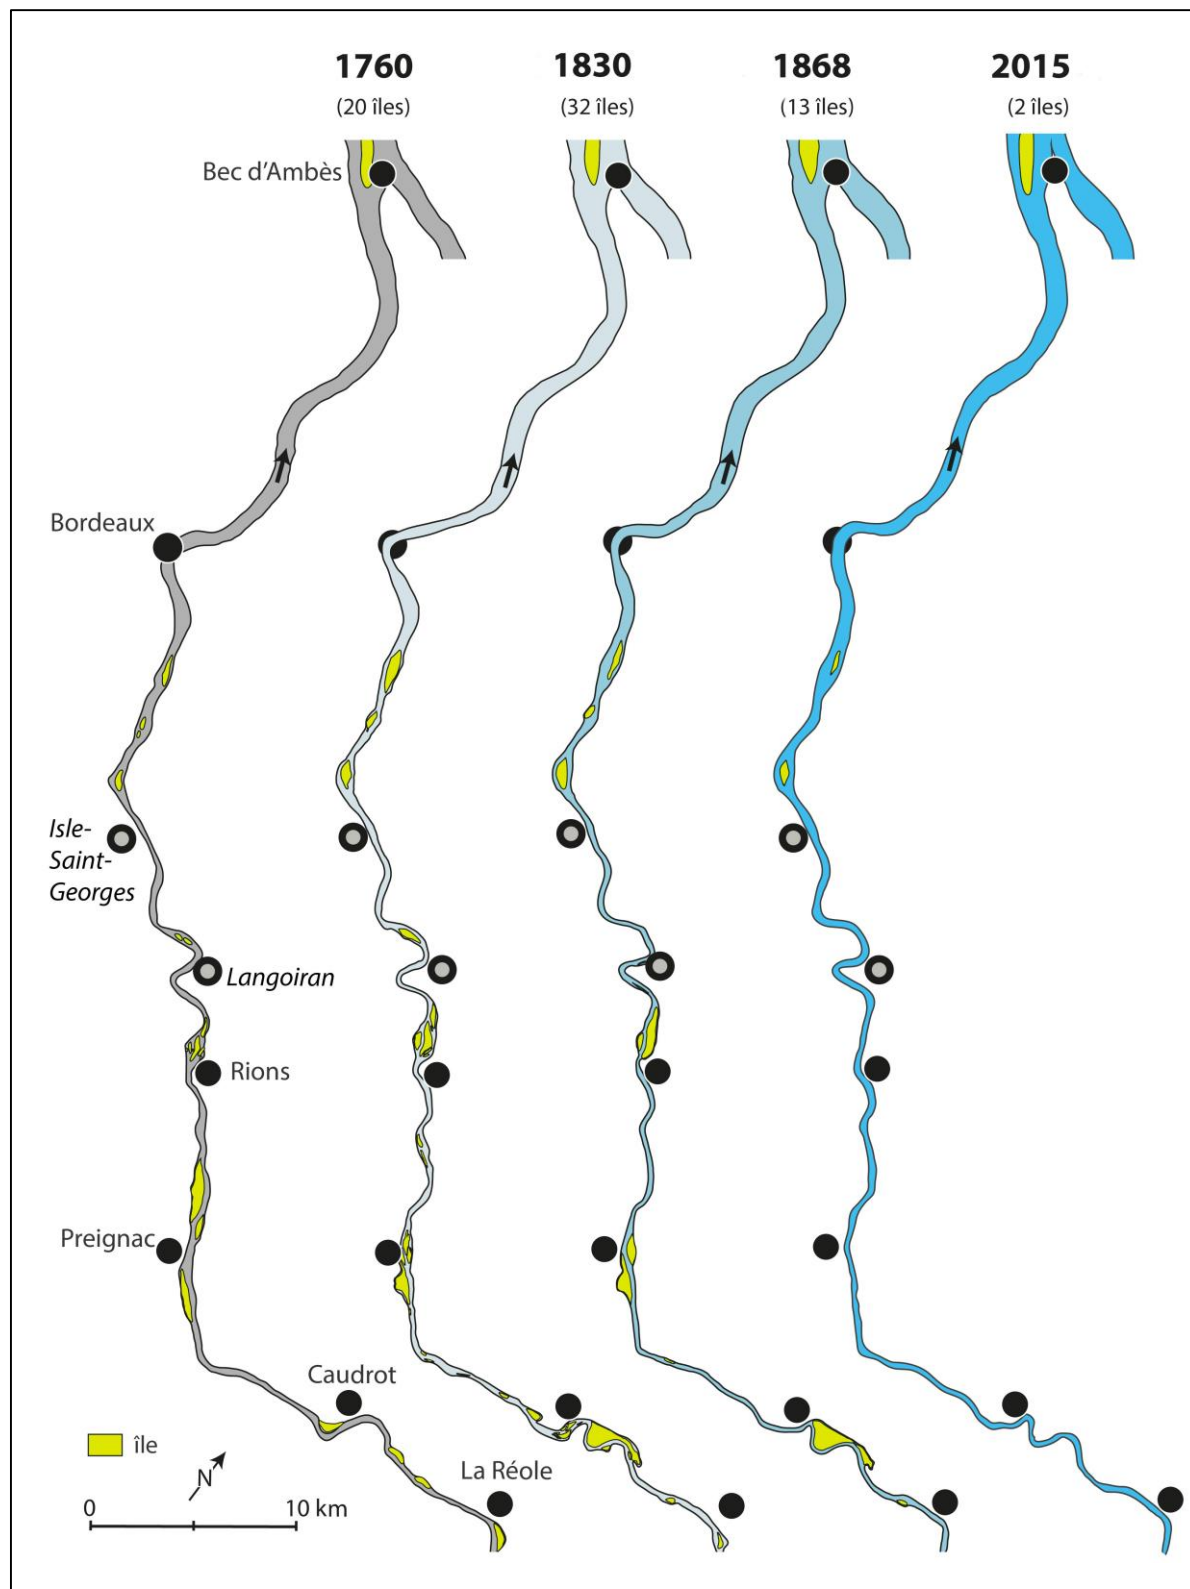 1760
1830
1868
2015
(20 îles)
(32 îles)
(13 îles)
(2 îles)
Bec d'Ambès
Bordeaux
Isle-
Saint-
Georges
Langoiran
Rions
Preignac
Caudrot
île
La Réole
N
0
10 km